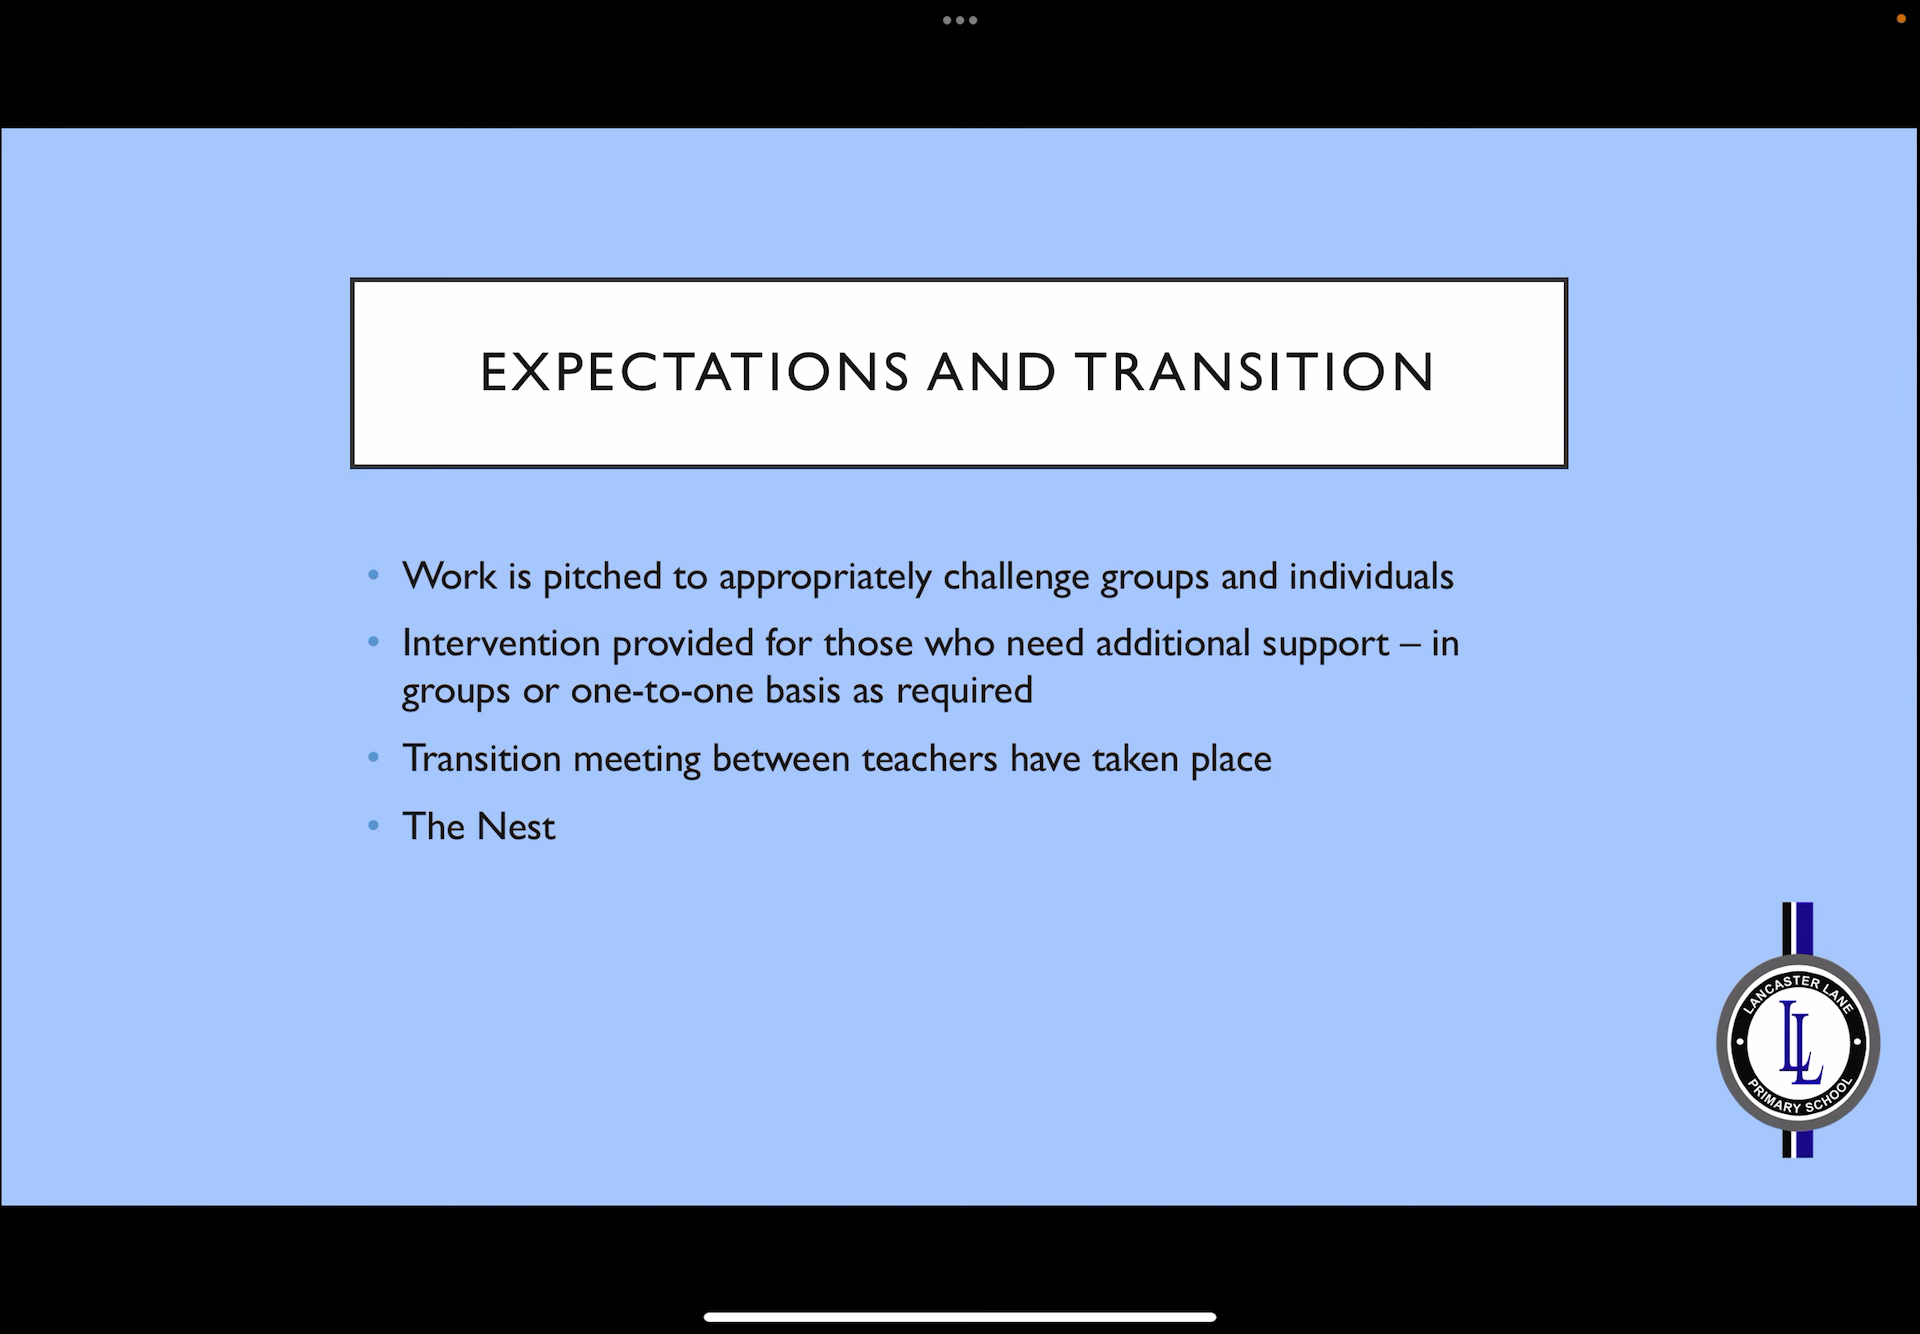 EXPECTATIONS AND TRANSITION
• Work is pitched to appropriately challenge groups and individuals
• Intervention provided for those who need additional support – in
groups or one-to-one basis as required
• Transition meeting between teachers have taken place
• The Nest
LANCASTER LANE
LL
PRIMARY SCHOOL